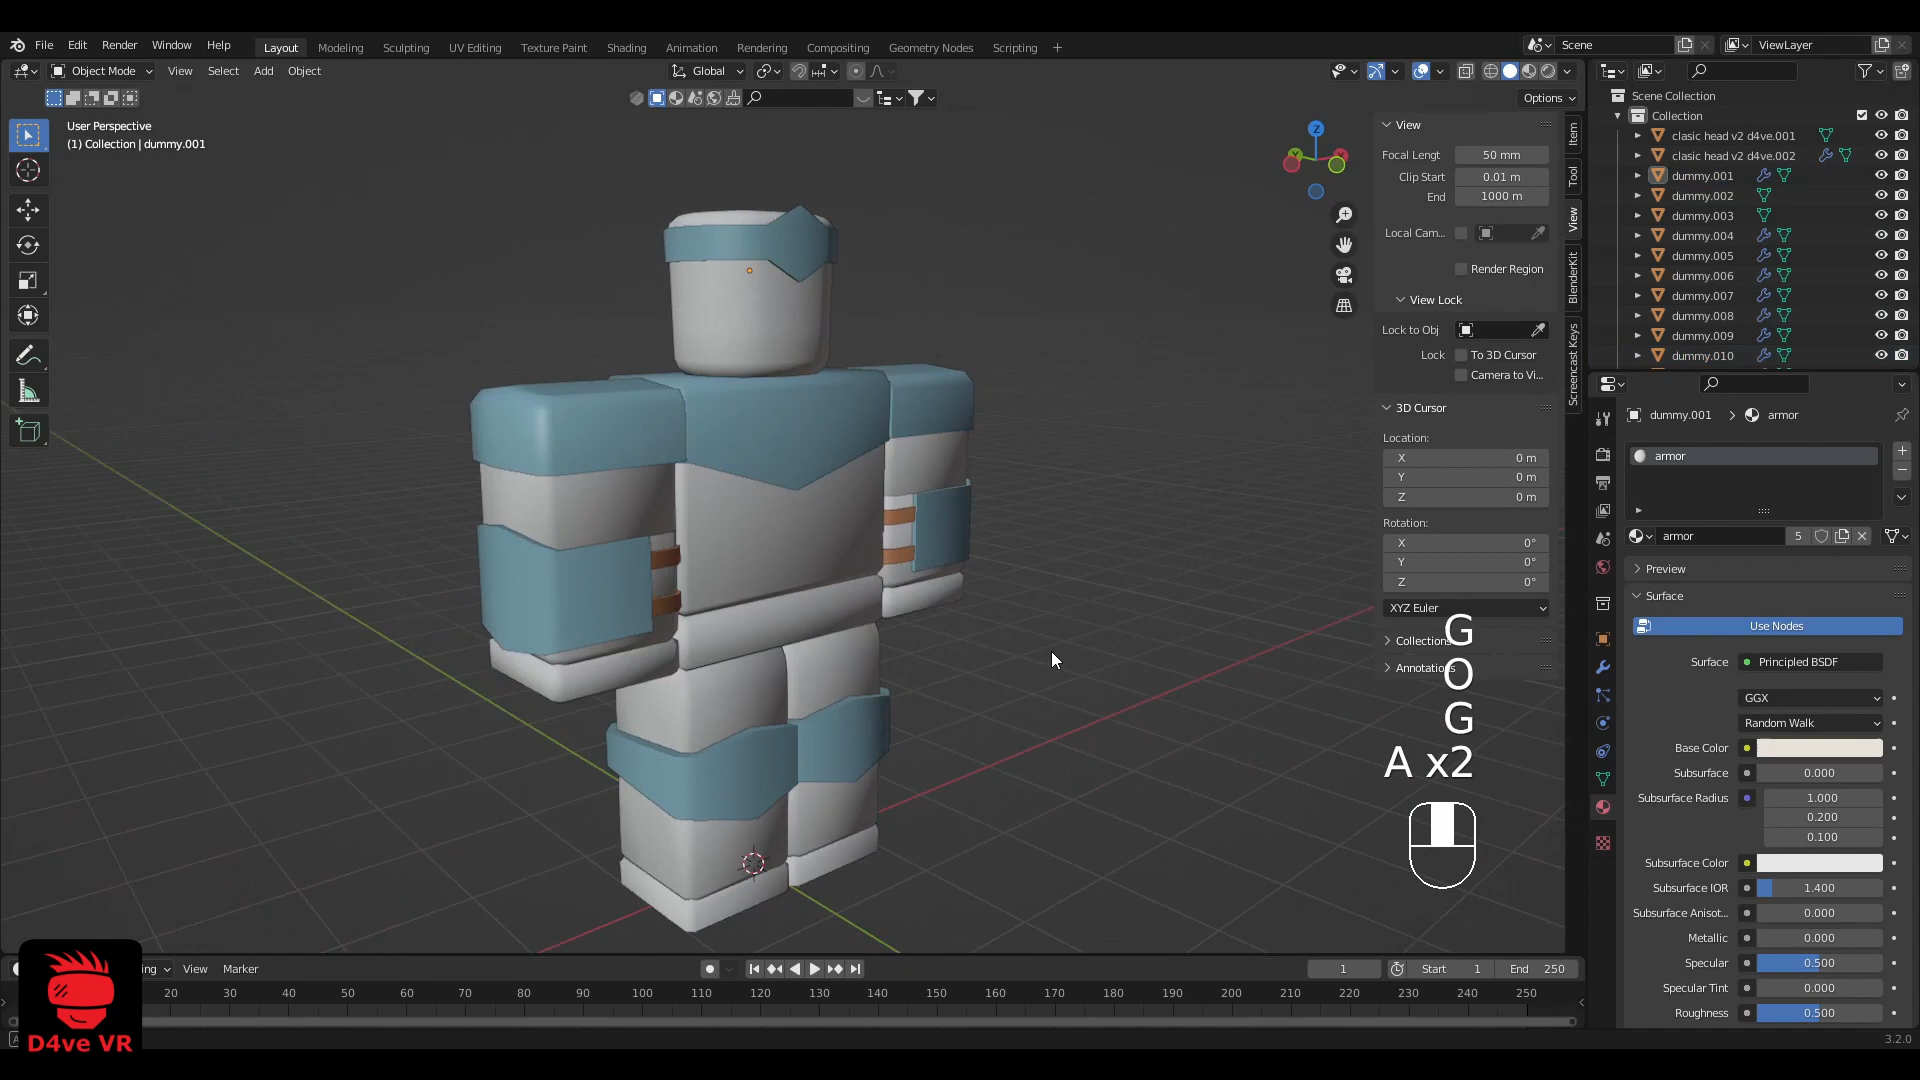 File Edit Render Window Help Layout Modeling Sculpting UV Editing Texture Paint Shading Animation Rendering Compositing Geometry Nodes Scripting + Scene ViewLayer
Object Mode View Select Add Object Global
Options
User Perspective
(1) Collection | dummy.001
View
Focal Lengt 50 mm
Clip Start 0.01 m
End 1000 m
Local Cam...
Render Region
View Lock
Lock to Obj
Lock To 3D Cursor
Camera to Vi...
3D Cursor
Location:
X 0 m
Y 0 m
Z 0 m
Rotation:
X 0°
Y 0°
Z 0°
XYZ Euler
Collections
Annotations
Item
Tool
View
BlenderKit
Screencast Keys
Z
G
O
G
A x2
Scene Collection
Collection
clasic head v2 d4ve.001
clasic head v2 d4ve.002
dummy.001
dummy.002
dummy.003
dummy.004
dummy.005
dummy.006
dummy.007
dummy.008
dummy.009
dummy.010
dummy.001 > armor
armor
armor 5
Preview
Surface
Use Nodes
Surface Principled BSDF
GGX
Random Walk
Base Color
Subsurface 0.000
Subsurface Radius 1.000
0.200
0.100
Subsurface Color
Subsurface IOR 1.400
Subsurface Anisot... 0.000
Metallic 0.000
Specular 0.500
Specular Tint 0.000
Roughness 0.500
ing View Marker 1 Start 1 End 250
20 30 40 50 60 70 80 90 100 110 120 130 140 150 160 170 180 190 200 210 220 230 240 250
D4ve VR
3.2.0